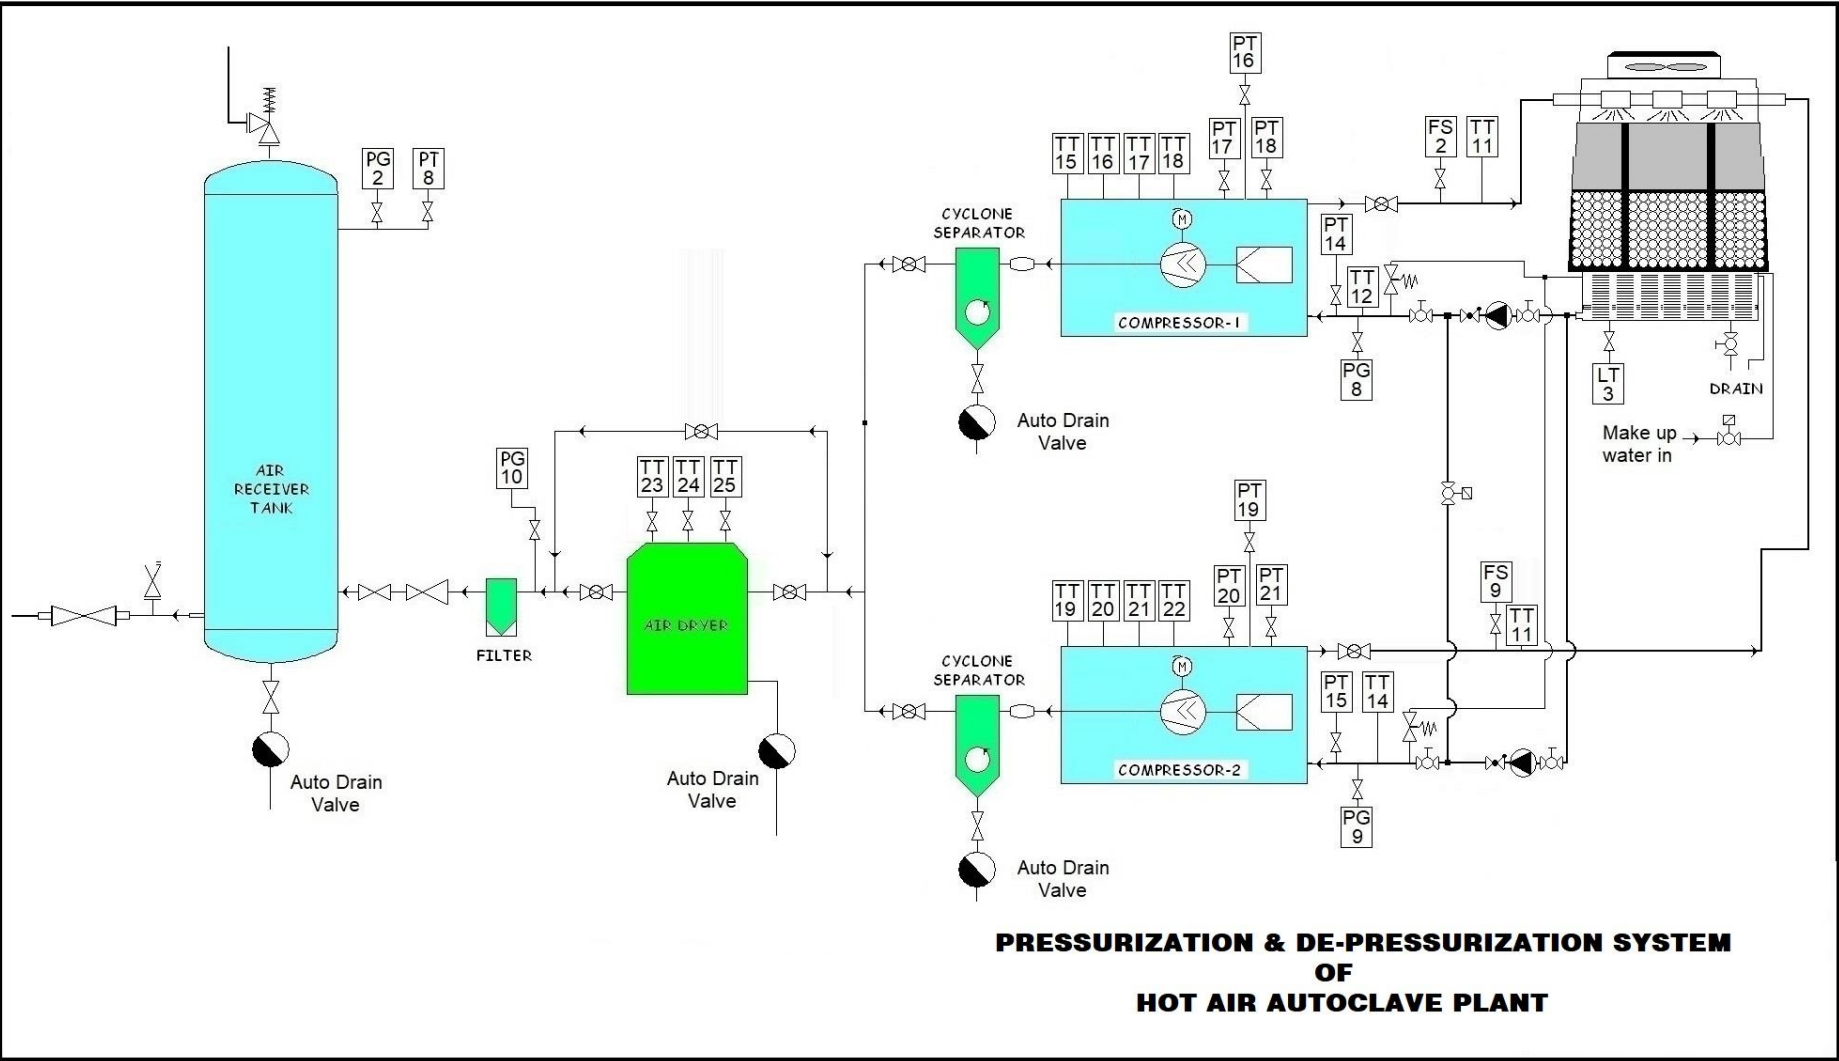 PT
16
PT
17
PT
18
TT
15
TT
16
TT
17
TT
18
FS
2
TT
11
PG
2
PT
8
CYCLONE
SEPARATOR
M
PT
14
TT
12
COMPRESSOR-1
PG
8
LT
3
DRAIN
Auto Drain
Valve
Make up
water in
PG
10
TT
23
TT
24
TT
25
AIR
RECEIVER
TANK
PT
19
PT
20
PT
21
TT
19
TT
20
TT
21
TT
22
FS
9
TT
11
AIR DRYER
FILTER
CYCLONE
SEPARATOR
M
PT
15
TT
14
COMPRESSOR-2
PG
9
Auto Drain
Valve
Auto Drain
Valve
Auto Drain
Valve
PRESSURIZATION & DE-PRESSURIZATION SYSTEM
OF
HOT AIR AUTOCLAVE PLANT